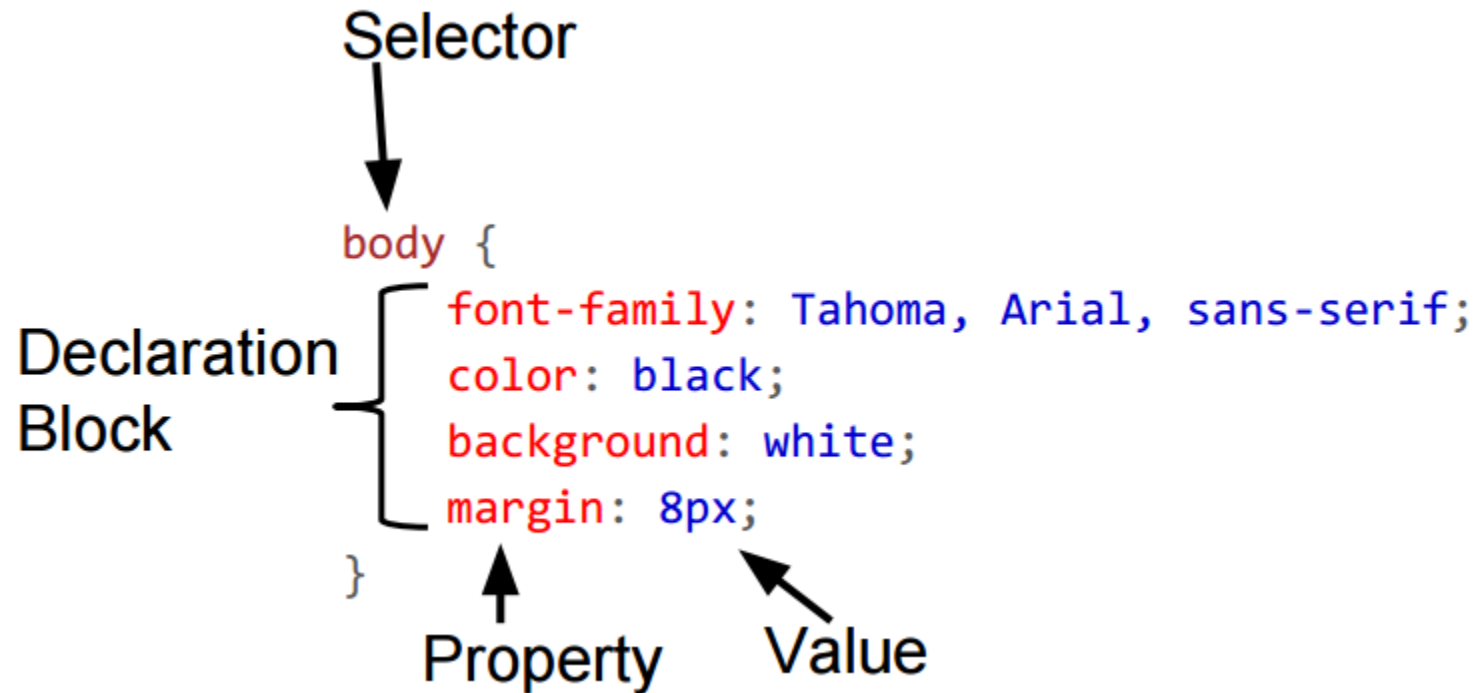 Selector
body {
font-family: Tahoma, Arial, sans-serif;
Declaration
Block
color: black;
background: white;
margin: 8px;
}
Property
Value